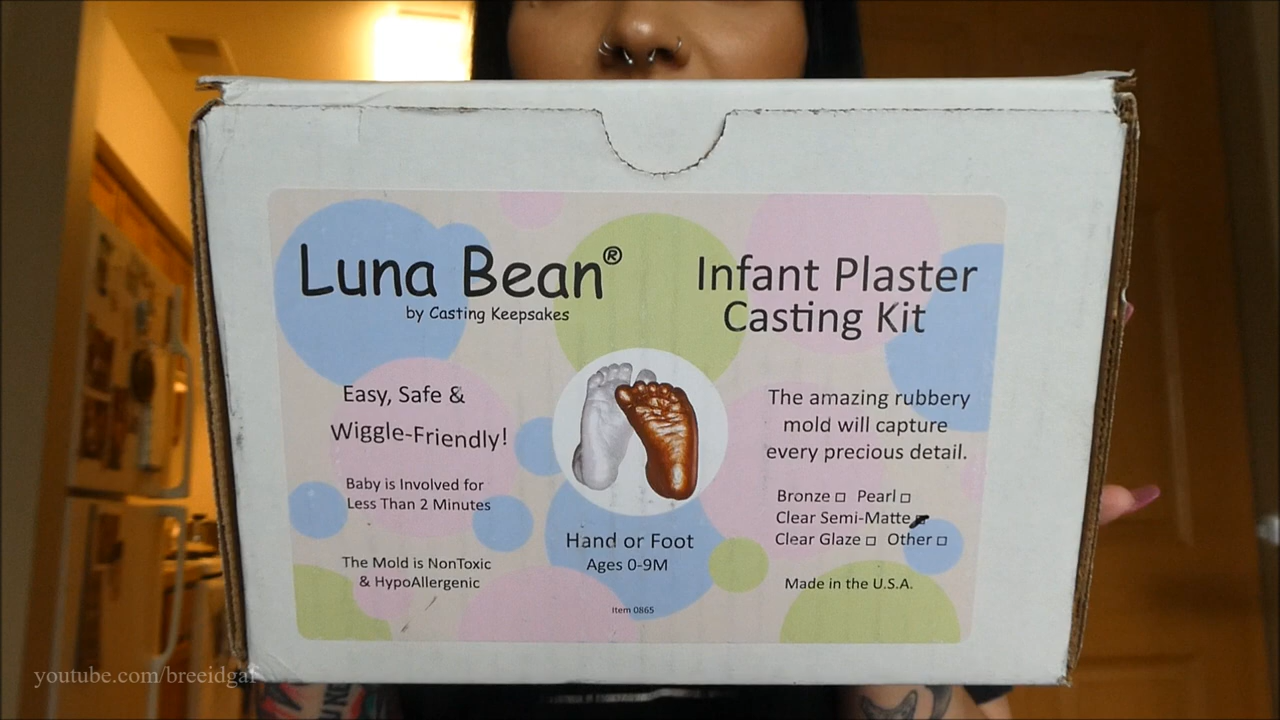 Luna Bean®
by Casting Keepsakes
Infant Plaster
Casting Kit
Easy, Safe &
Wiggle-Friendly!
Baby is Involved for
Less Than 2 Minutes
The Mold is NonToxic
& HypoAllergenic
Hand or Foot
Ages 0-9M
Item 0865
The amazing rubbery
mold will capture
every precious detail.
Bronze □ Pearl □
Clear Semi-Matte □
Clear Glaze □ Other □
Made in the U.S.A.
youtube.com/breeidgaf